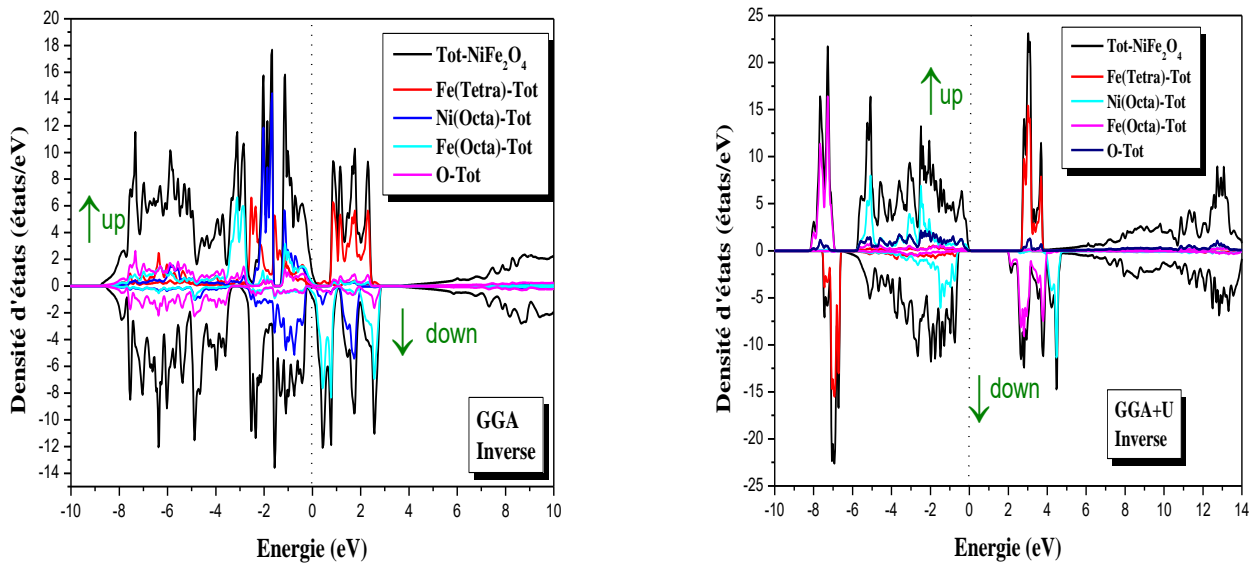 Densité d'états (états/eV)
20
18
16
14
12
10
8
6
4
2
0
-2
-4
-6
-8
-10
-12
-14
Tot-NiFe2O4
Fe(Tetra)-Tot
Ni(Octa)-Tot
Fe(Octa)-Tot
O-Tot
up
down
GGA
Inverse
-10 -8 -6 -4 -2 0 2 4 6 8 10
Energie (eV)
Densité d'états ((états/eV)
25
20
15
10
5
0
-5
-10
-15
-20
-25
Tot-NiFe2O4
Fe(Tetra)-Tot
Ni(Octa)-Tot
Fe(Octa)-Tot
O-Tot
up
down
GGA+U
Inverse
-10 -8 -6 -4 -2 0 2 4 6 8 10 12 14
Energie (eV)